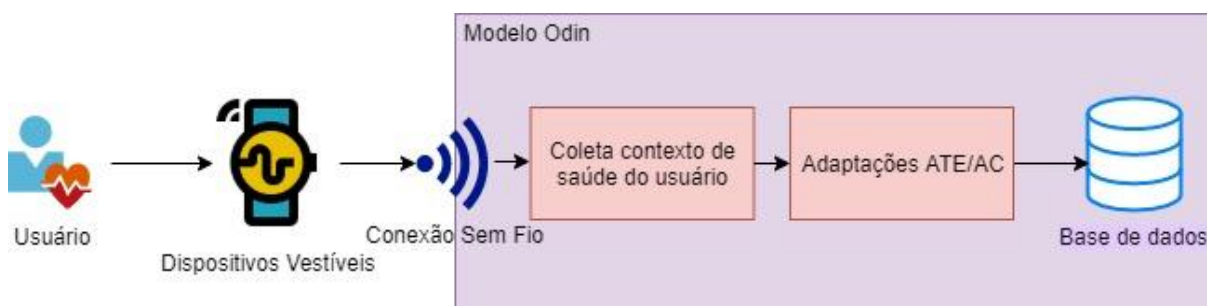 Modelo Odin
Usuário
Dispositivos Vestíveis
Conexão Sem Fio
Coleta contexto de
saúde do usuário
Adaptações ATE/AC
Base de dados